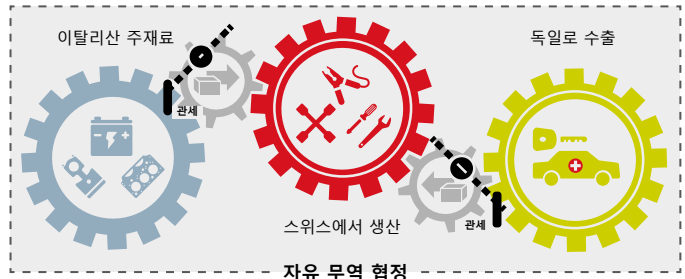 이탈리산 주재료
독일로 수출
관세
스위스에서 생산
관세
자유 무역 협정